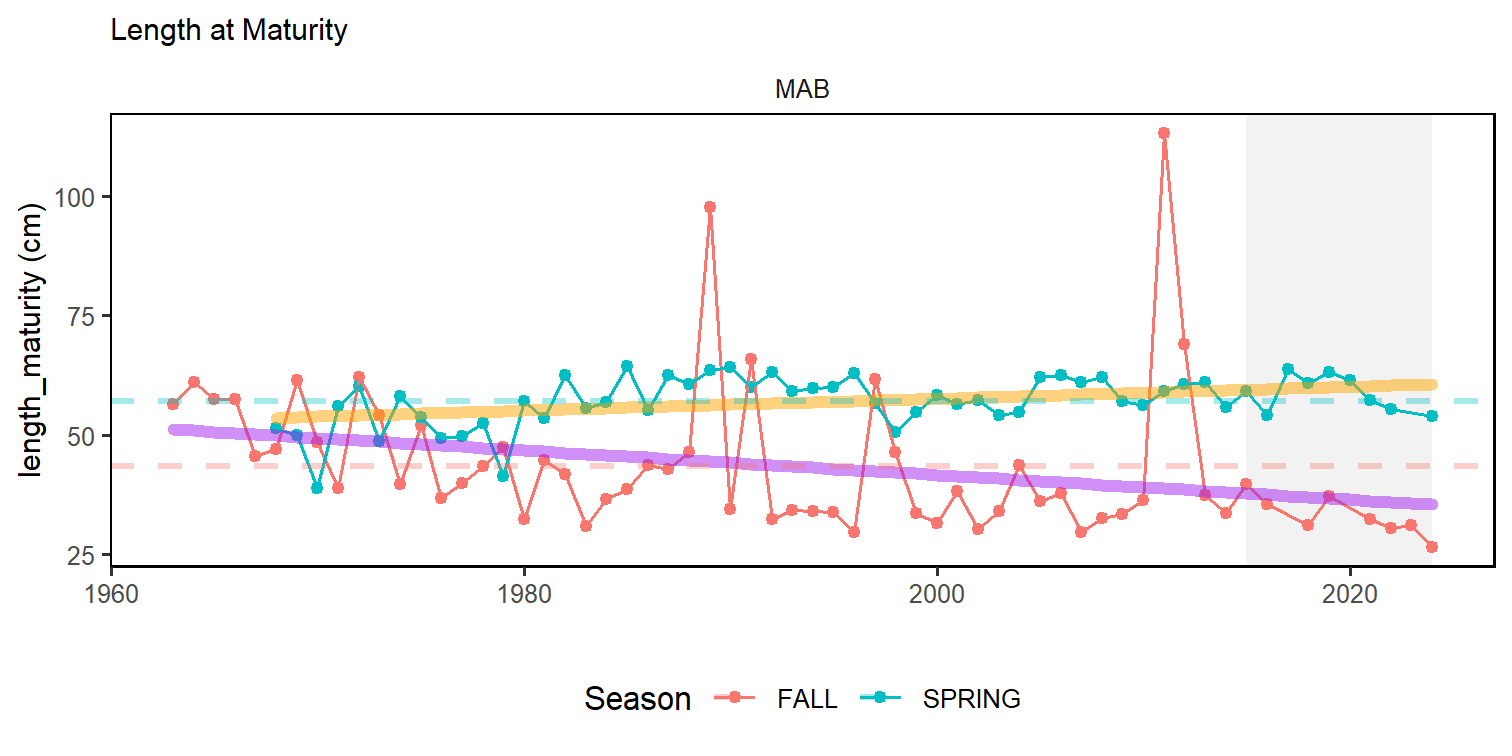 Length at Maturity
MAB
length_maturity (cm)
100
75
50
25
1960 1980 2000 2020
Season FALL SPRING